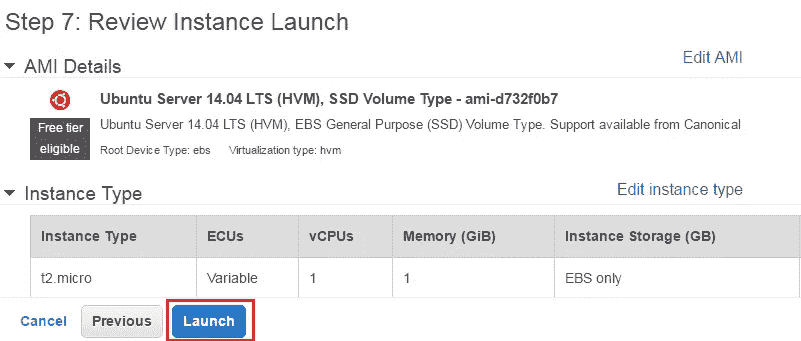 Step 7: Review Instance Launch
AMI Details
Edit AMI
Ubuntu Server 14.04 LTS (HVM), SSD Volume Type - ami-d732f0b7
Free tier eligible
Ubuntu Server 14.04 LTS (HVM), EBS General Purpose (SSD) Volume Type. Support available from Canonical
Root Device Type: ebs Virtualization type: hvm
Instance Type
Edit instance type
Instance Type ECUs vCPUs Memory (GiB) Instance Storage (GB)
t2.micro Variable 1 1 EBS only
Cancel Previous Launch